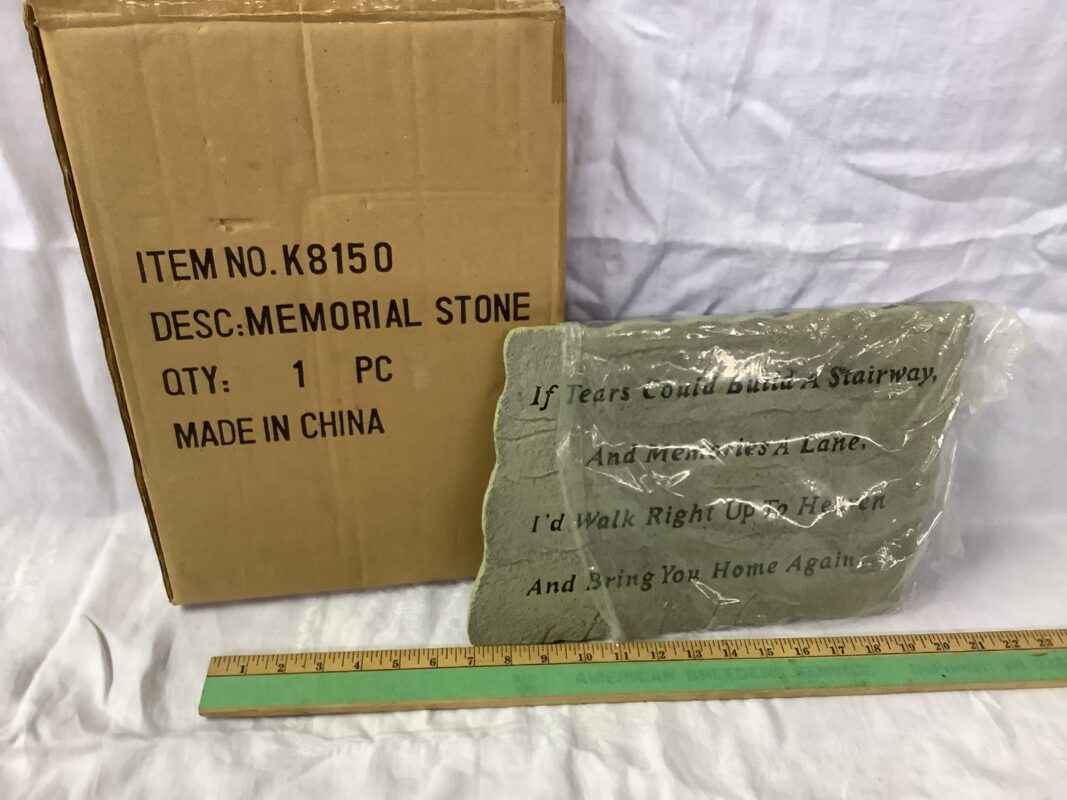 ITEM NO. K8150
DESC:MEMORIAL STONE
QTY: 1 PC
MADE IN CHINA
If Tears Could Build A Stairway,
And Memories A Lane,
I'd Walk Right Up To Heaven
And Bring You Home Again.
1 2 3 4 5 6 7 8 9 10 11 12 13 14 15 16 17 18 19 20 21 22 23
AMERICAN BREEDERS SERVICE